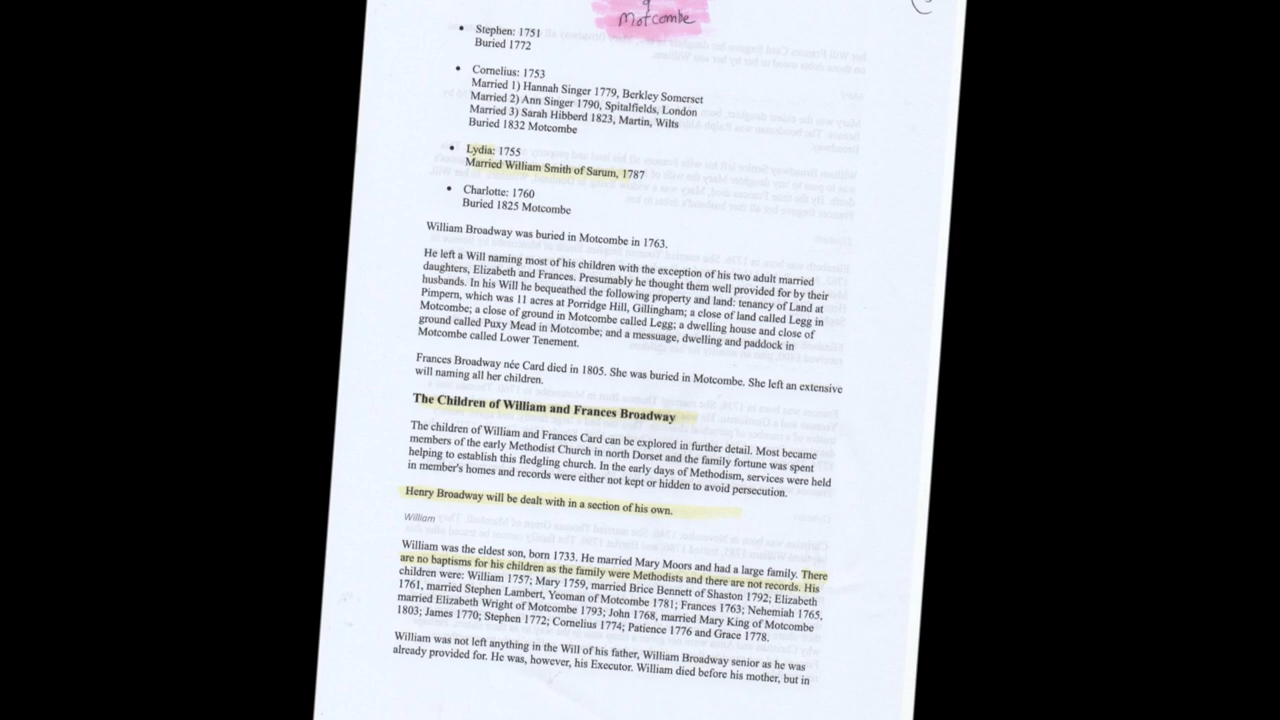 Motcombe
• Stephen: 1751
Buried 1772
• Cornelius: 1753
Married 1) Hannah Singer 1779, Berkley Somerset
Married 2) Ann Singer 1790, Spitalfields, London
Married 3) Sarah Hibberd 1823, Martin, Wilts
Buried 1832 Motcombe
• Lydia: 1755
Married William Smith of Sarum, 1787
• Charlotte: 1760
Buried 1825 Motcombe
William Broadway was buried in Motcombe in 1763.
He left a Will naming most of his children with the exception of his two adult married
daughters, Elizabeth and Frances. Presumably he thought them well provided for by their
husbands. In his Will he bequeathed the following property and land: tenancy of Land at
Pimpern, which was 11 acres at Porridge Hill, Gillingham; a close of land called Legg in
Motcombe; a close of ground in Motcombe called Legg; a dwelling house and close of
ground called Puxy Mead in Motcombe; and a message, dwelling and paddock in
Motcombe called Lower Tenement.
Frances Broadway née Card died in 1805. She was buried in Motcombe. She left an extensive
will naming all her children.
The Children of William and Frances Broadway
The children of William and Frances Card can be explored in further detail. Most became
members of the early Methodist Church in north Dorset and the family fortune was spent
helping to establish this fledgling church. In the early days of Methodism, services were held
in member's homes and records were either not kept or hidden to avoid persecution.
Henry Broadway will be dealt with in a section of his own.
William
William was the eldest son, born 1733. He married Mary Moors and had a large family. There
are no baptisms for his children as the family were Methodists and there are not records. His
children were: William 1757; Mary 1759, married Brice Bennett of Shaston 1792; Elizabeth
1761, married Stephen Lambert, Yeoman of Motcombe 1781; Frances 1763; Nehemiah 1765,
married Elizabeth Wright of Motcombe 1793; John 1768, married Mary King of Motcombe
1803; James 1770; Stephen 1772; Cornelius 1774; Patience 1776 and Grace 1778.
William was not left anything in the Will of his father, William Broadway senior as he was
already provided for. He was, however, his Executor. William died before his mother, but in